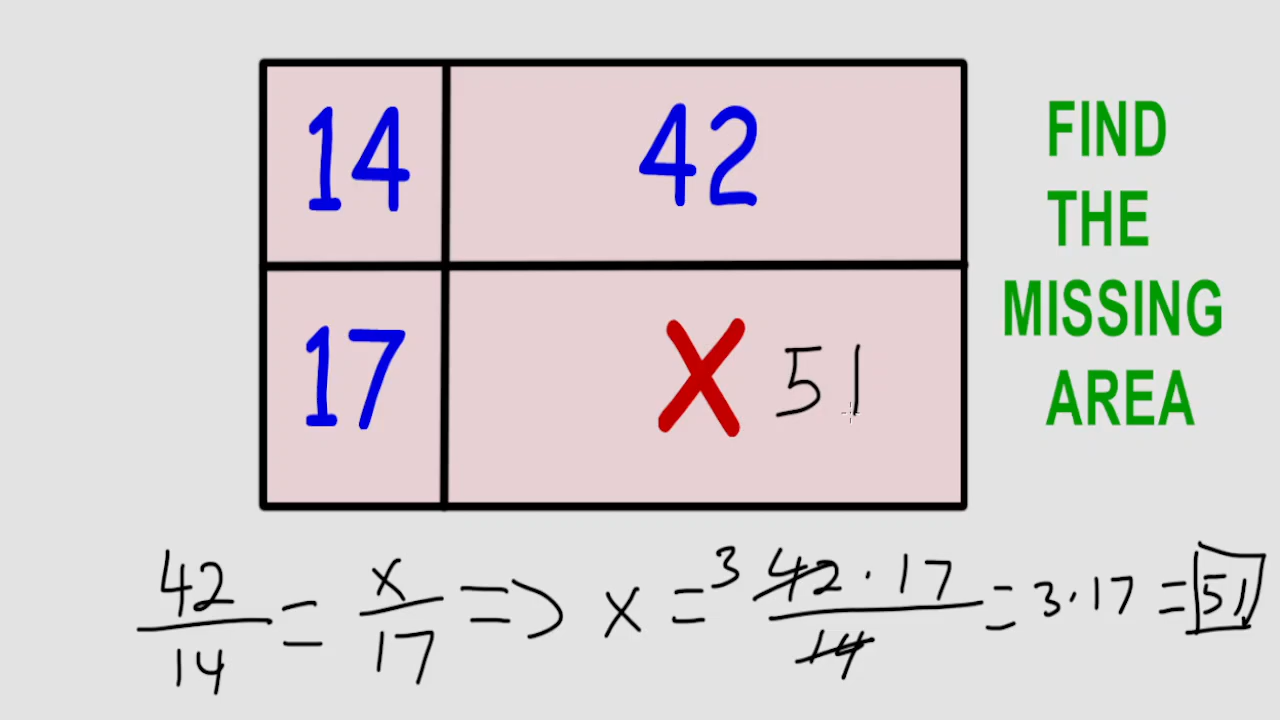 14 42
17 X 51
FIND
THE
MISSING
AREA
42/14 = x/17 => x = 3 42·17/14 = 3·17 = 51